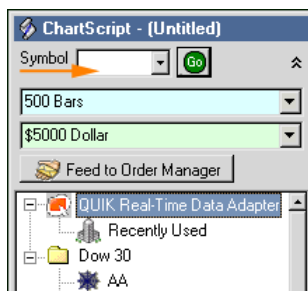 ChartScript - (Untitled)
Symbol Go
500 Bars
$5000 Dollar
Feed to Order Manager
QUIK Real-Time Data Adapter
Recently Used
Dow 30
AA